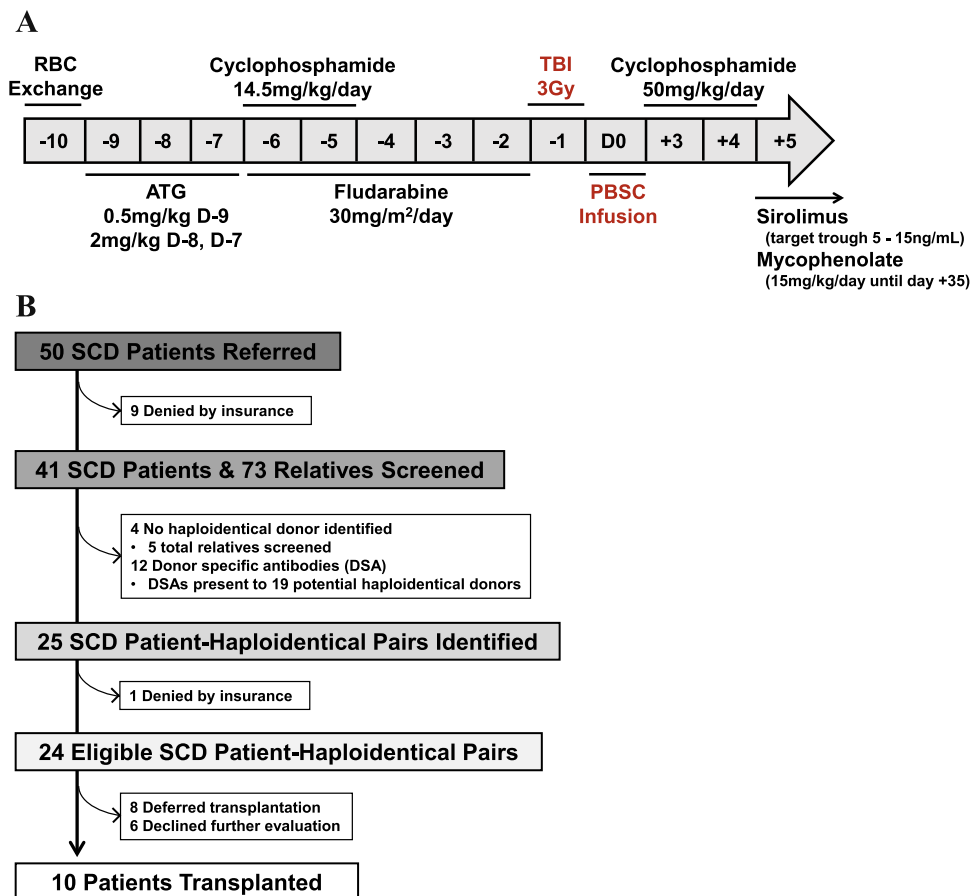 A
RBC
Exchange
Cyclophosphamide
14.5mg/kg/day
TBI
3Gy
Cyclophosphamide
50mg/kg/day
-10 -9 -8 -7 -6 -5 -4 -3 -2 -1 D0 +3 +4 +5
ATG
0.5mg/kg D-9
2mg/kg D-8, D-7
Fludarabine
30mg/m²/day
PBSC
Infusion
Sirolimus
(target trough 5 - 15ng/mL)
Mycophenolate
(15mg/kg/day until day +35)
B
50 SCD Patients Referred
9 Denied by insurance
41 SCD Patients & 73 Relatives Screened
4 No haploidentical donor identified
• 5 total relatives screened
12 Donor specific antibodies (DSA)
• DSAs present to 19 potential haploidentical donors
25 SCD Patient-Haploidentical Pairs Identified
1 Denied by insurance
24 Eligible SCD Patient-Haploidentical Pairs
8 Deferred transplantation
6 Declined further evaluation
10 Patients Transplanted